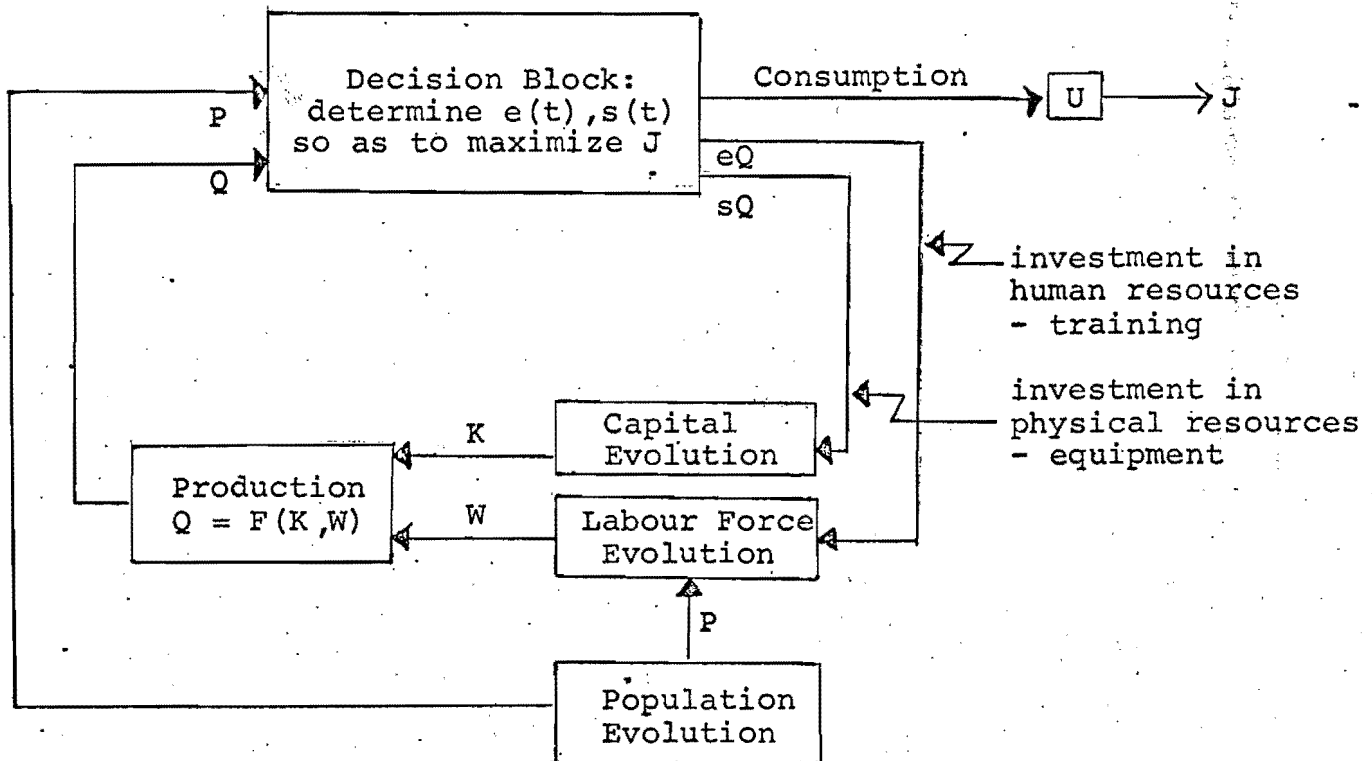 Decision Block:
determine e(t),s(t)
so as to maximize J
P
Q
Consumption
U
J
eQ
sQ
investment in
human resources
- training
investment in
physical resources
- equipment
Capital
Evolution
K
Production
Q = F(K,W)
W
Labour Force
Evolution
P
Population
Evolution